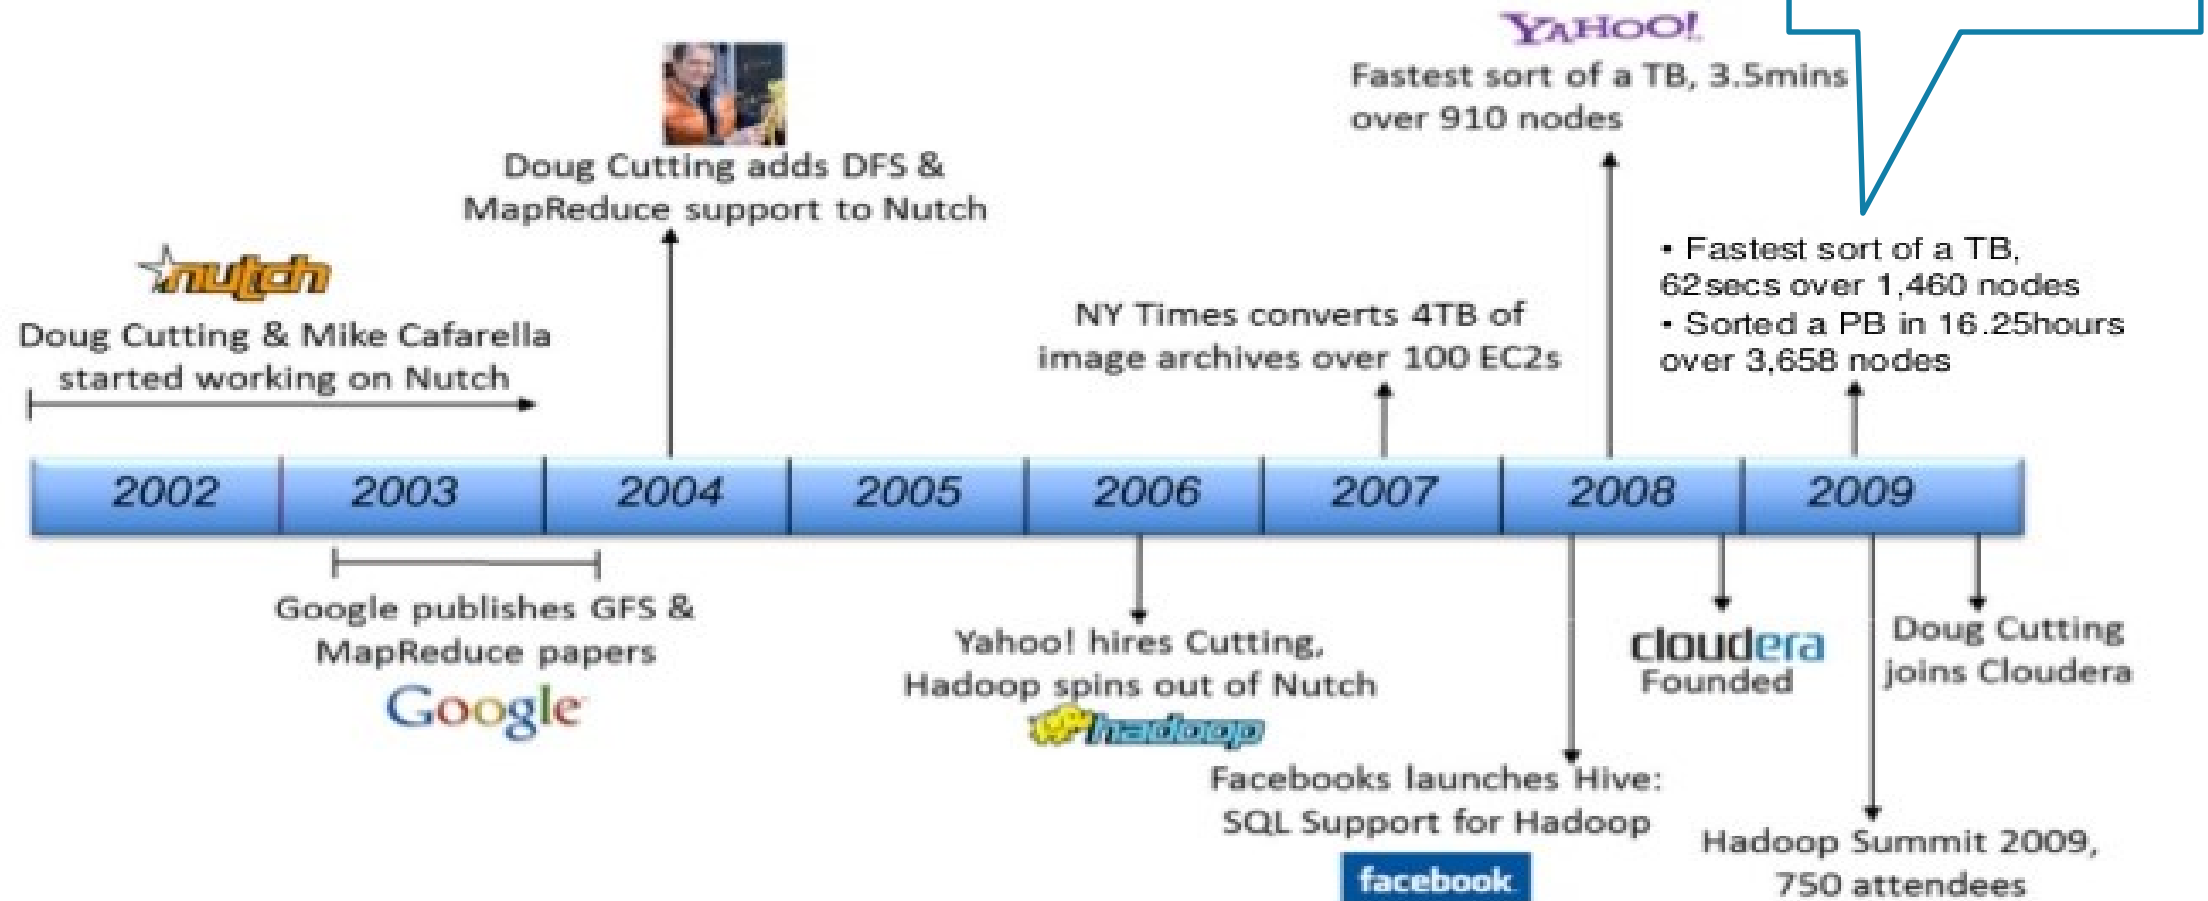 YAHOO!
Fastest sort of a TB, 3.5mins
over 910 nodes
Doug Cutting adds DFS &
MapReduce support to Nutch
nutch
Doug Cutting & Mike Cafarella
started working on Nutch
NY Times converts 4TB of
image archives over 100 EC2s
• Fastest sort of a TB,
62secs over 1,460 nodes
• Sorted a PB in 16.25hours
over 3,658 nodes
2002 2003 2004 2005 2006 2007 2008 2009
Google publishes GFS &
MapReduce papers
Google
Yahoo! hires Cutting,
Hadoop spins out of Nutch
hadoop
Facebooks launches Hive:
SQL Support for Hadoop
facebook
cloudera
Founded
Doug Cutting
joins Cloudera
Hadoop Summit 2009,
750 attendees